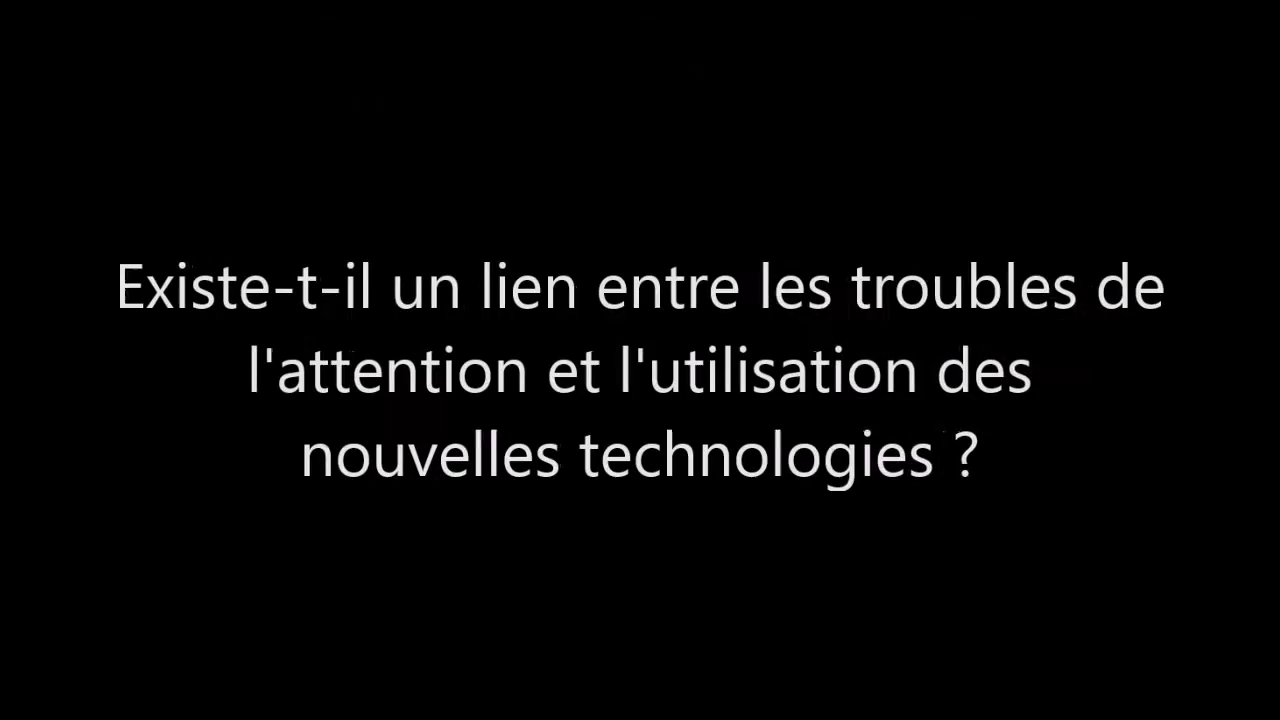 Existe-t-il un lien entre les troubles de
l'attention et l'utilisation des
nouvelles technologies ?